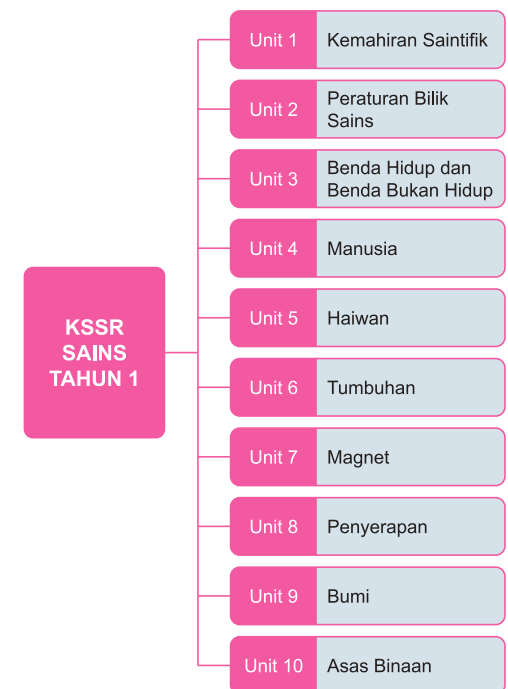 KSSR
SAINS
TAHUN 1
Unit 1 Kemahiran Saintifik
Unit 2 Peraturan Bilik
Sains
Unit 3 Benda Hidup dan
Benda Bukan Hidup
Unit 4 Manusia
Unit 5 Haiwan
Unit 6 Tumbuhan
Unit 7 Magnet
Unit 8 Penyerapan
Unit 9 Bumi
Unit 10 Asas Binaan